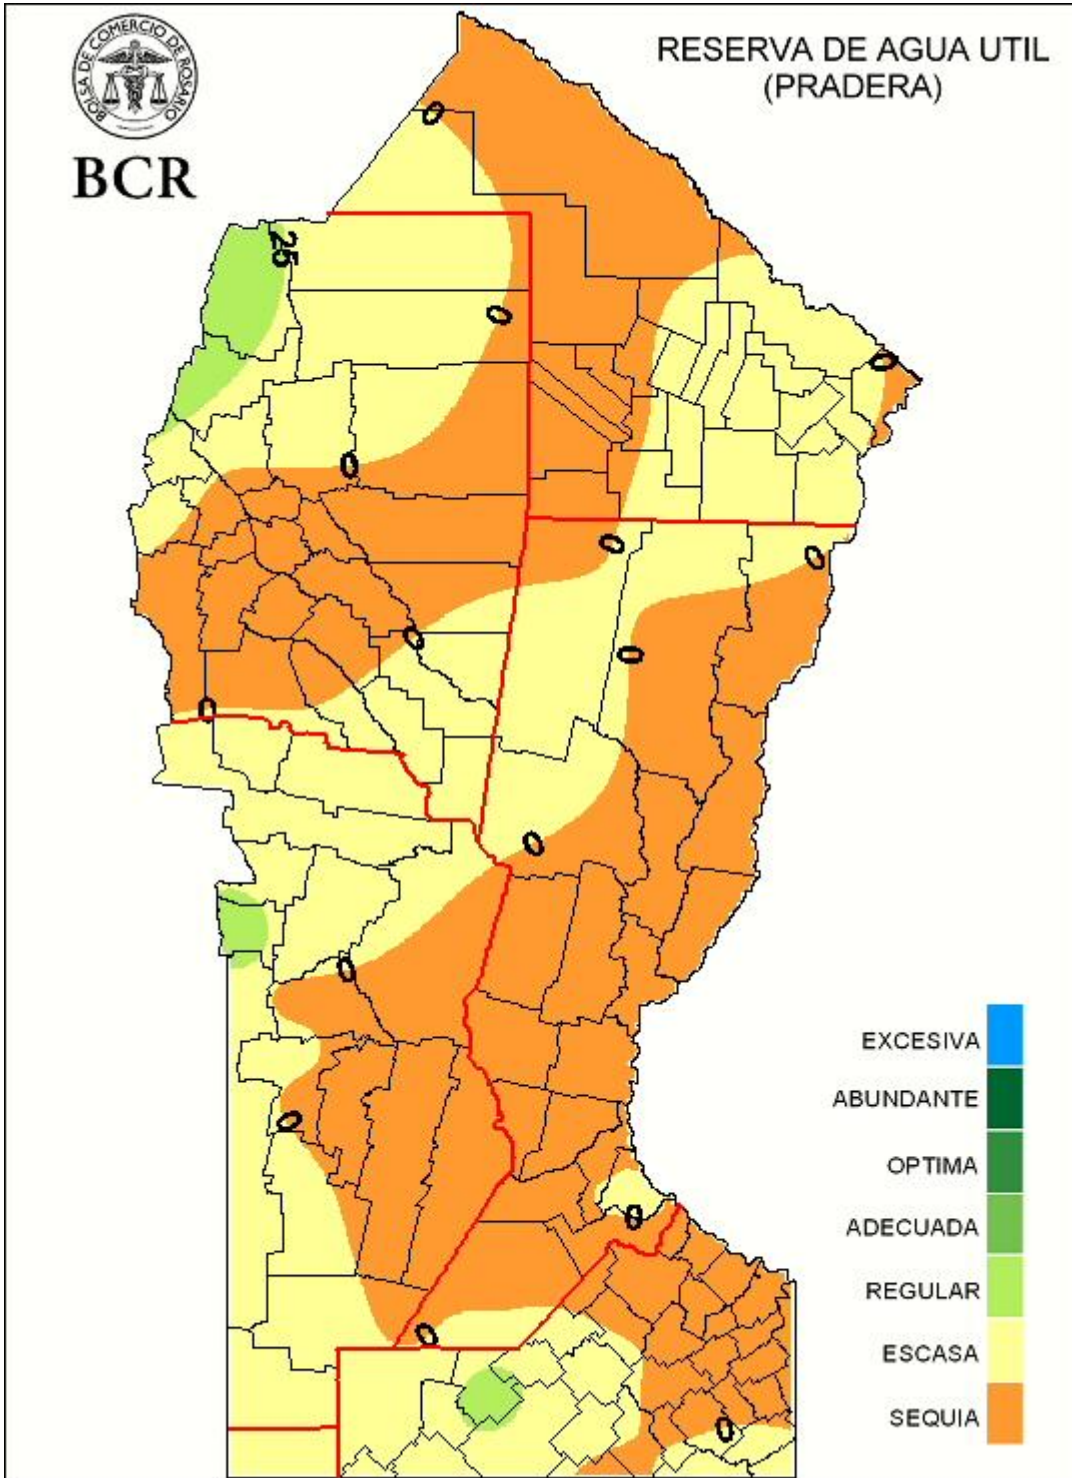 BOLSA DE COMERCIO DE ROSARIO
BCR
RESERVA DE AGUA UTIL
(PRADERA)
0
25
0
0
0
0
0
0
0
0
0
0
0
0
0
0
EXCESIVA
ABUNDANTE
OPTIMA
ADECUADA
REGULAR
ESCASA
SEQUIA